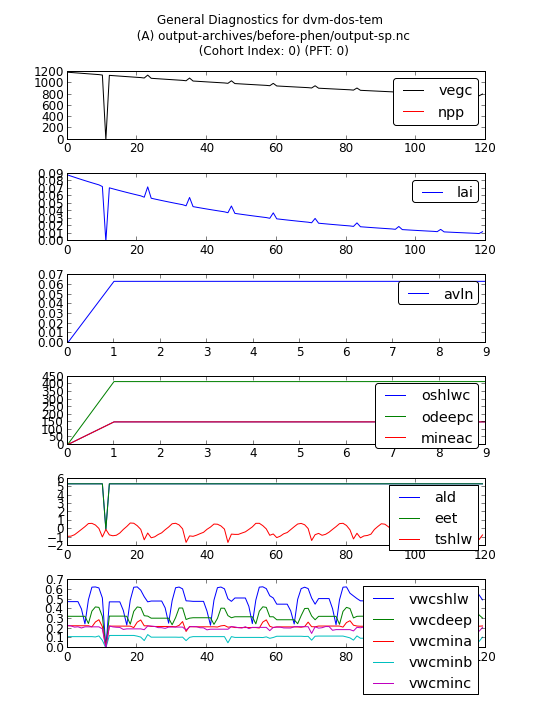 General Diagnostics for dvm-dos-tem
(A) output-archives/before-phen/output-sp.nc
(Cohort Index: 0) (PFT: 0)
1200
1000
800
600
400
200
0
vegc
npp
0 20 40 60 80 100 120
0.09
0.08
0.07
0.06
0.05
0.04
0.03
0.02
0.01
0.00
lai
0 20 40 60 80 100 120
0.07
0.06
0.05
0.04
0.03
0.02
0.01
0.00
avln
0 1 2 3 4 5 6 7 8 9
450
400
350
300
250
200
150
100
50
0
oshlwc
odeepc
mineac
0 1 2 3 4 5 6 7 8 9
6
5
4
3
2
1
0
−1
−2
ald
eet
tshlw
0 20 40 60 80 100 120
0.7
0.6
0.5
0.4
0.3
0.2
0.1
0.0
vwcshlw
vwcdeep
vwcmina
vwcminb
vwcminc
0 20 40 60 80 120